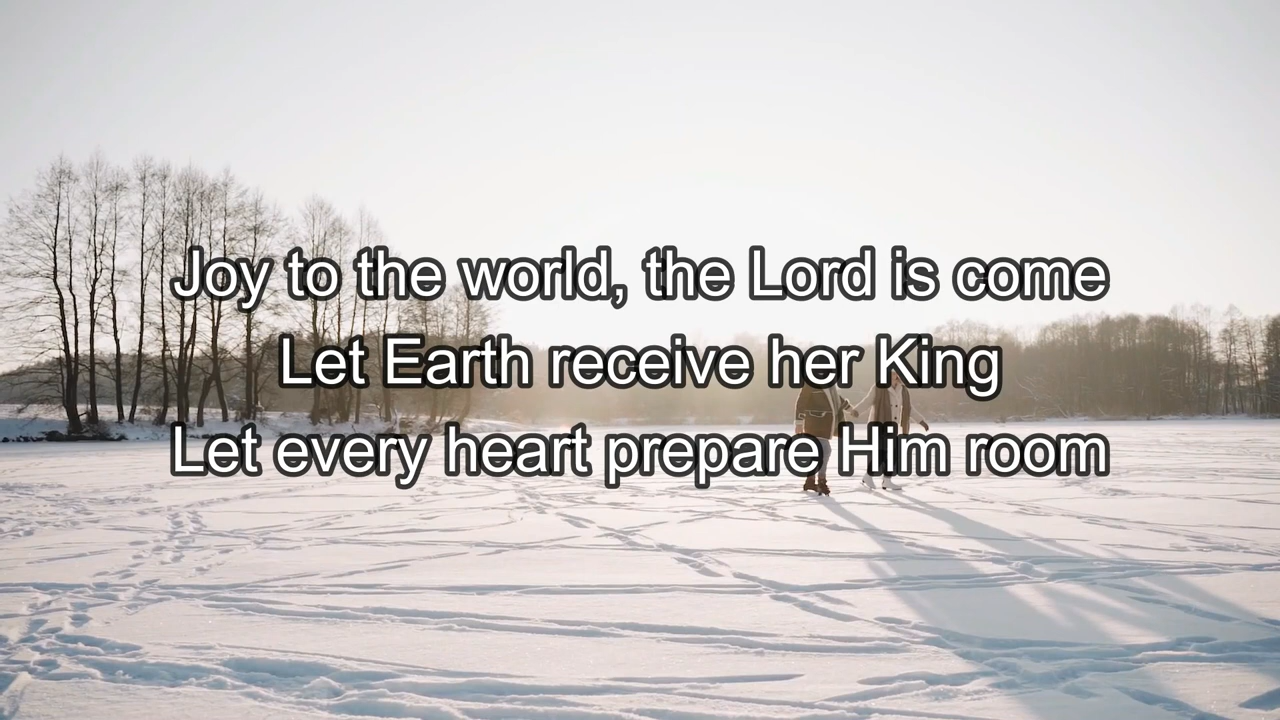 Joy to the world, the Lord is come
Let Earth receive her King
Let every heart prepare Him room